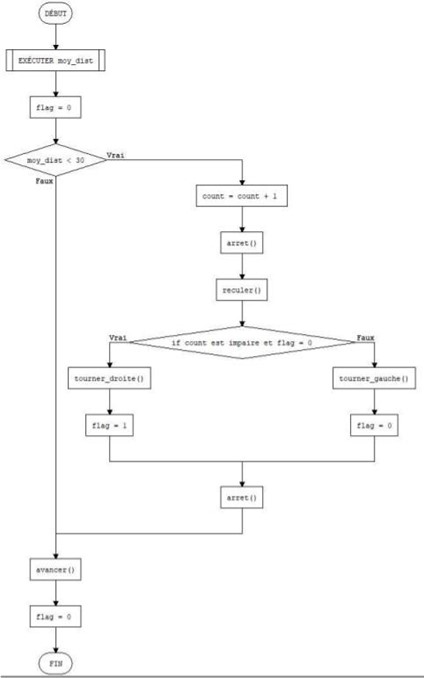 DÉBUT
EXÉCUTER moy_dist
flag = 0
moy_dist < 30
Vrai
Faux
count = count + 1
arret()
reculer()
if count est impaire et flag = 0
Vrai
Faux
tourner_droite()
tourner_gauche()
flag = 1
flag = 0
arret()
avancer()
flag = 0
FIN